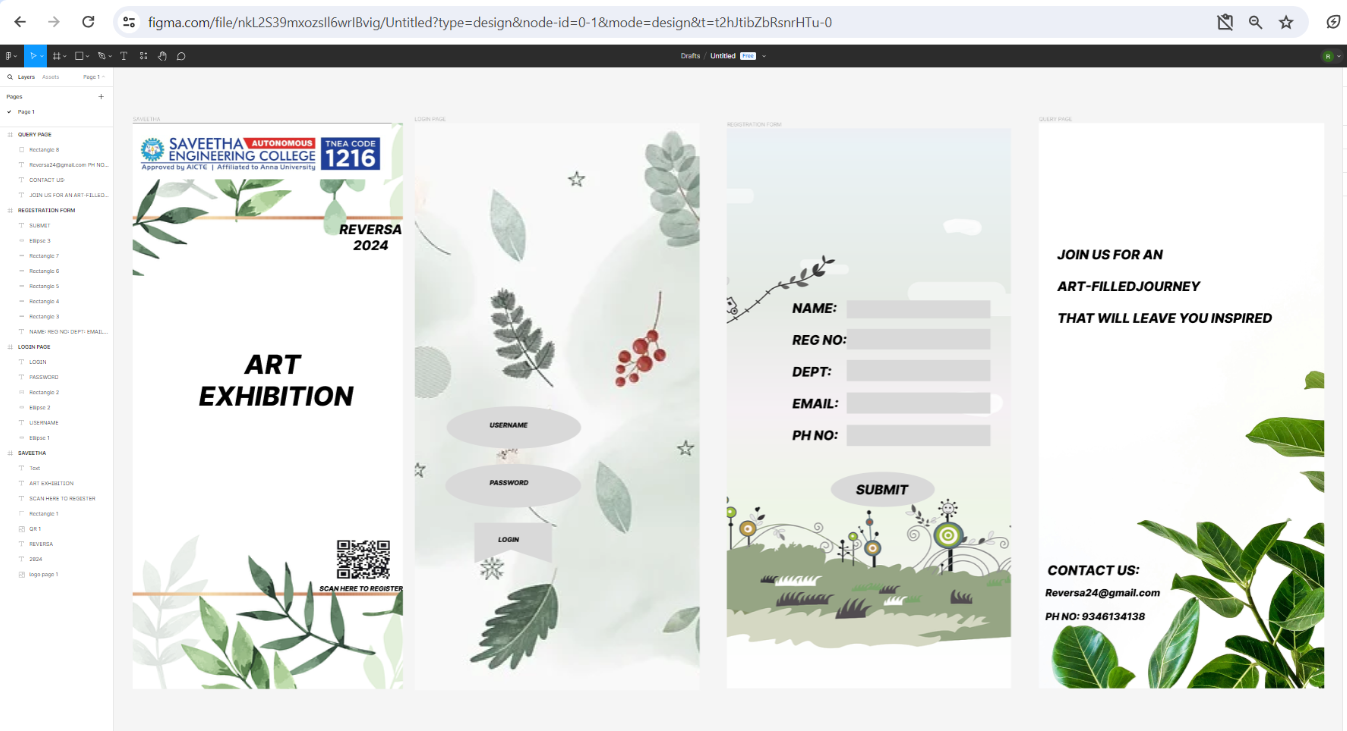 figma.com/file/nkL2S39mxozsIl6wrlBvig/Untitled?type=design&node-id=0-1&mode=design&t=t2hJtibZbRsnrHTu-0
Drafts / Untitled Free
R
Layers Assets Page 1
Pages
Page 1
QUERY PAGE
Rectangle 8
Reversa24@gmail.com PH NO...
CONTACT US:
JOIN US FOR AN ART-FILLED...
REGISTRATION FORM
SUBMIT
Ellipse 3
Rectangle 7
Rectangle 6
Rectangle 5
Rectangle 4
Rectangle 3
NAME: REG NO: DEPT: EMAIL...
LOGIN PAGE
LOGIN
PASSWORD
Rectangle 2
Ellipse 2
USERNAME
Ellipse 1
SAVEETHA
Text
ART EXHIBITION
SCAN HERE TO REGISTER
Rectangle 1
QR 1
REVERSA
2024
logo page 1
SAVEETHA
SAVEETHA AUTONOMOUS
ENGINEERING COLLEGE
Approved by AICTE | Affiliated to Anna University
TNEA CODE
1216
REVERSA
2024
ART
EXHIBITION
SCAN HERE TO REGISTER
LOGIN PAGE
USERNAME
PASSWORD
LOGIN
REGISTRATION FORM
NAME:
REG NO:
DEPT:
EMAIL:
PH NO:
SUBMIT
QUERY PAGE
JOIN US FOR AN
ART-FILLEDJOURNEY
THAT WILL LEAVE YOU INSPIRED
CONTACT US:
Reversa24@gmail.com
PH NO: 9346134138